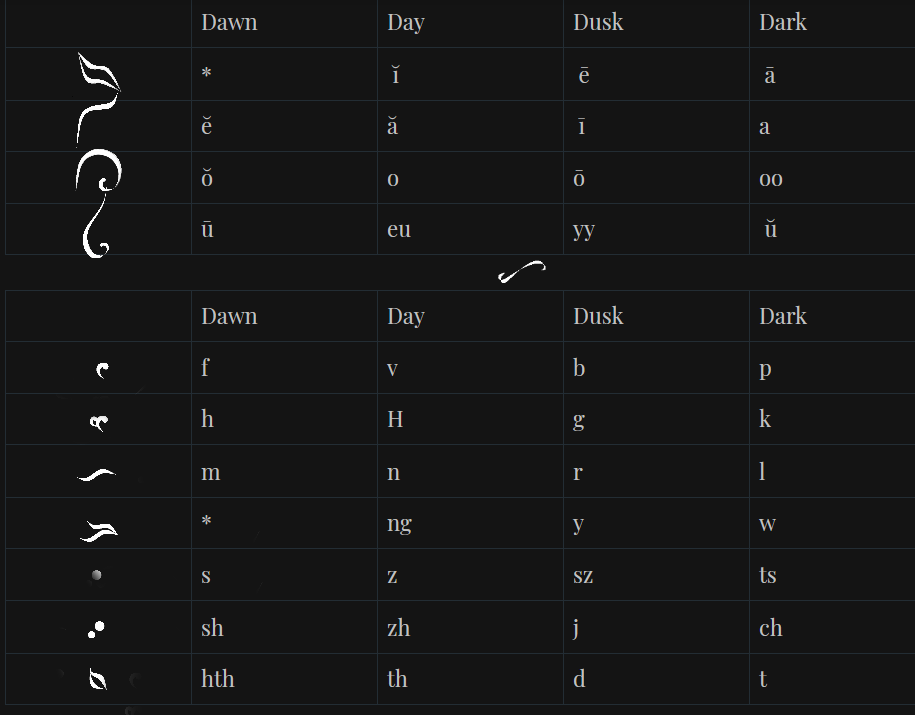 Dawn Day Dusk Dark
* ĭ ē ā
ĕ ă ī a
ŏ o ō oo
ū eu yy ŭ
Dawn Day Dusk Dark
f v b p
h H g k
m n r l
* ng y w
s z sz ts
sh zh j ch
hth th d t